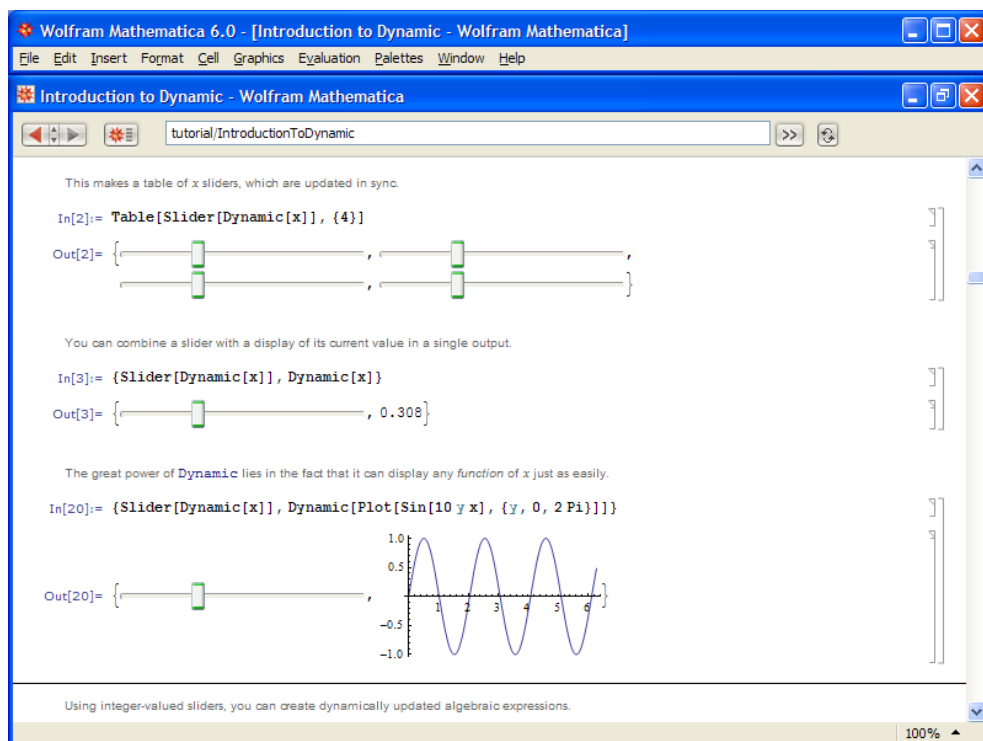 Wolfram Mathematica 6.0 - [Introduction to Dynamic - Wolfram Mathematica]
File Edit Insert Format Cell Graphics Evaluation Palettes Window Help
Introduction to Dynamic - Wolfram Mathematica
tutorial/IntroductionToDynamic >>
This makes a table of x sliders, which are updated in sync.
In[2]:= Table[Slider[Dynamic[x]], {4}]
Out[2]= { , ,
, }
You can combine a slider with a display of its current value in a single output.
In[3]:= {Slider[Dynamic[x]], Dynamic[x]}
Out[3]= { , 0.308}
The great power of Dynamic lies in the fact that it can display any function of x just as easily.
In[20]:= {Slider[Dynamic[x]], Dynamic[Plot[Sin[10 y x], {y, 0, 2 Pi}]]}
1.0
0.5
Out[20]= { , 1 2 3 4 5 6 }
-0.5
-1.0
Using integer-valued sliders, you can create dynamically updated algebraic expressions.
100%